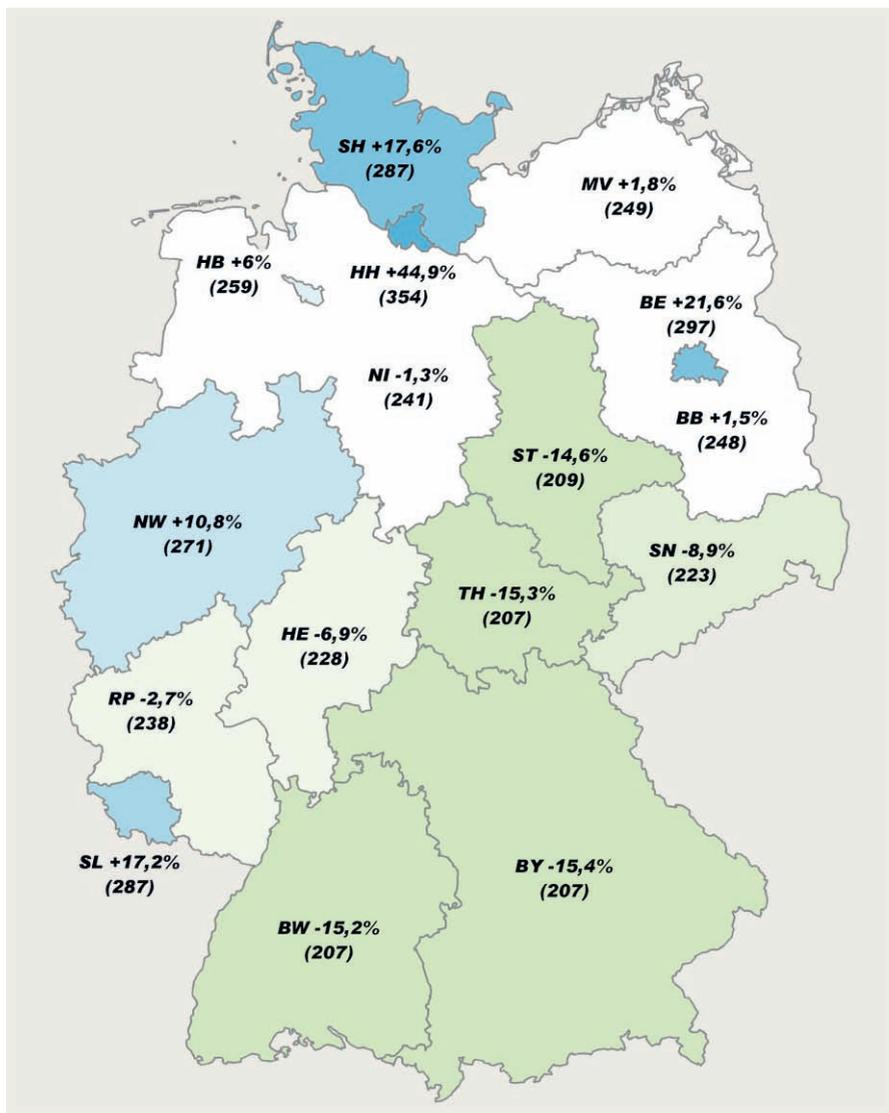 SH +17,6%
(287)
MV +1,8%
(249)
HB +6%
(259)
HH +44,9%
(354)
BE +21,6%
(297)
NI -1,3%
(241)
BB +1,5%
(248)
ST -14,6%
(209)
NW +10,8%
(271)
SN -8,9%
(223)
TH -15,3%
(207)
HE -6,9%
(228)
RP -2,7%
(238)
SL +17,2%
(287)
BY -15,4%
(207)
BW -15,2%
(207)